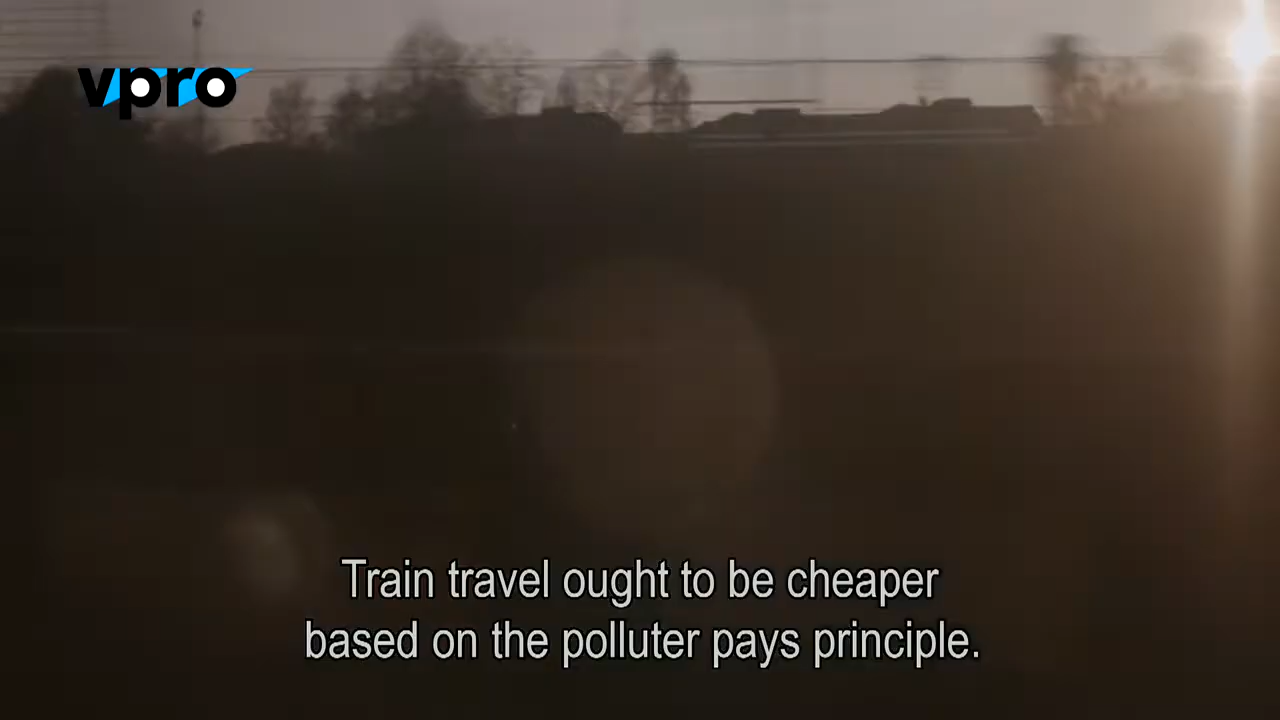 vpro
Train travel ought to be cheaper
based on the polluter pays principle.